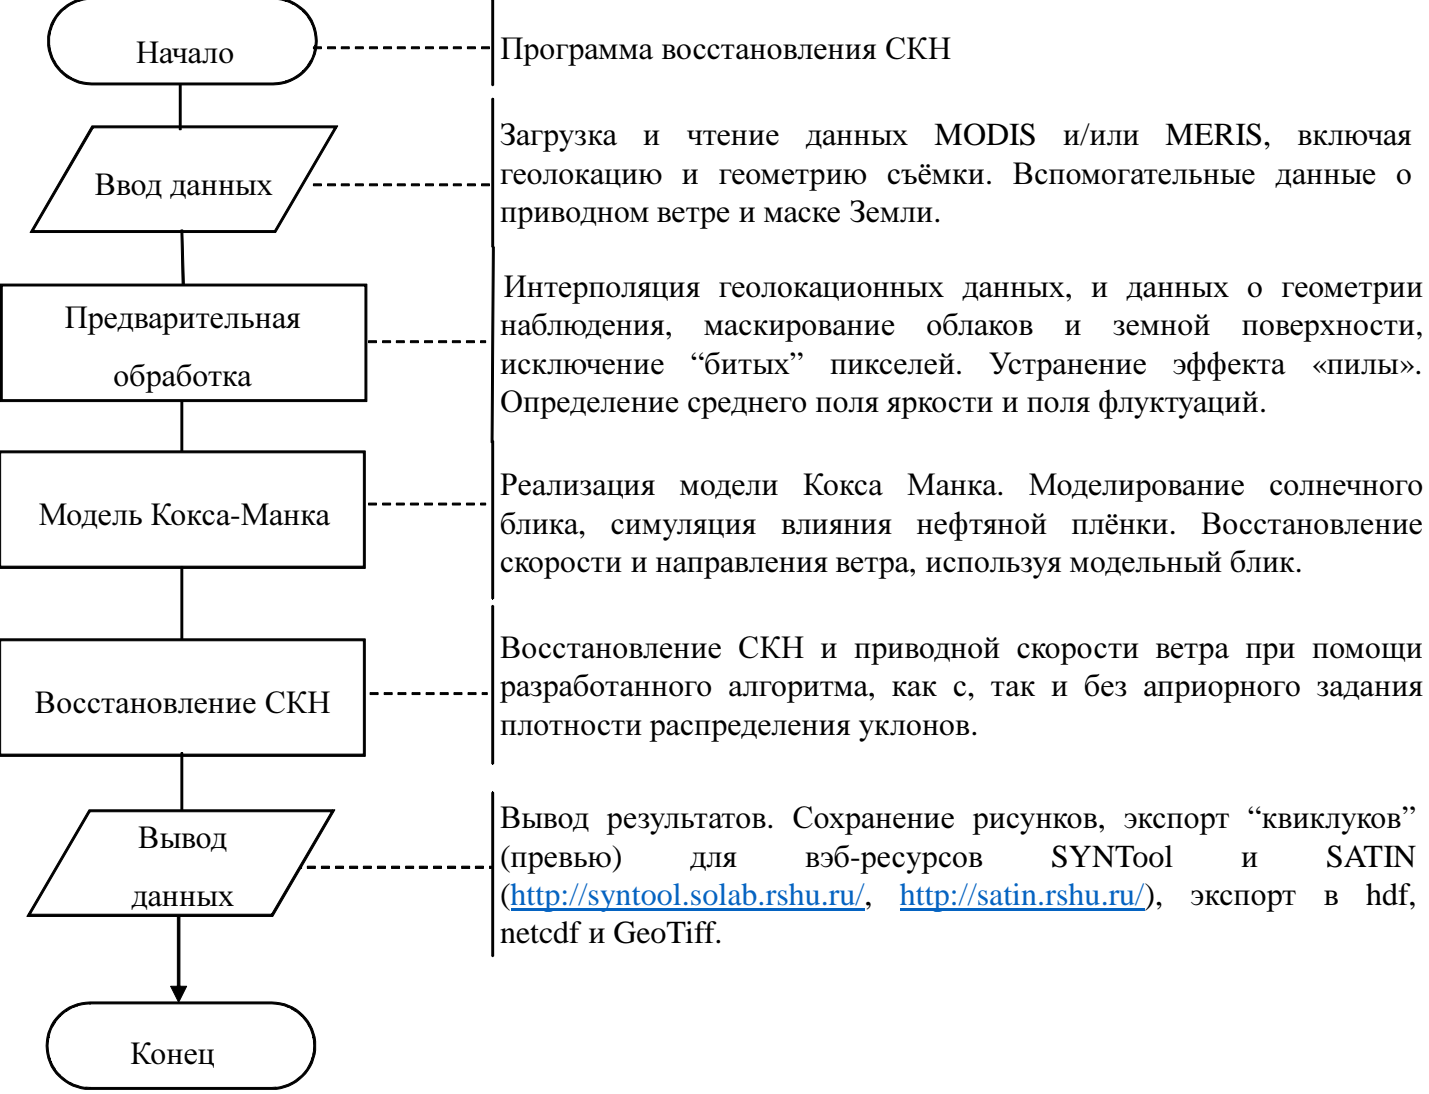 Начало
Программа восстановления СКН
Ввод данных
Загрузка и чтение данных MODIS и/или MERIS, включая
геолокацию и геометрию съёмки. Вспомогательные данные о
приводном ветре и маске Земли.
Предварительная
обработка
Интерполяция геолокационных данных, и данных о геометрии
наблюдения, маскирование облаков и земной поверхности,
исключение “битых” пикселей. Устранение эффекта «пилы».
Определение среднего поля яркости и поля флуктуаций.
Модель Кокса-Манка
Реализация модели Кокса Манка. Моделирование солнечного
блика, симуляция влияния нефтяной плёнки. Восстановление
скорости и направления ветра, используя модельный блик.
Восстановление СКН
Восстановление СКН и приводной скорости ветра при помощи
разработанного алгоритма, как с, так и без априорного задания
плотности распределения уклонов.
Вывод
данных
Вывод результатов. Сохранение рисунков, экспорт “квиклуков”
(превью) для вэб-ресурсов SYNTool и SATIN
(http://syntool.solab.rshu.ru/, http://satin.rshu.ru/), экспорт в hdf,
netcdf и GeoTiff.
Конец